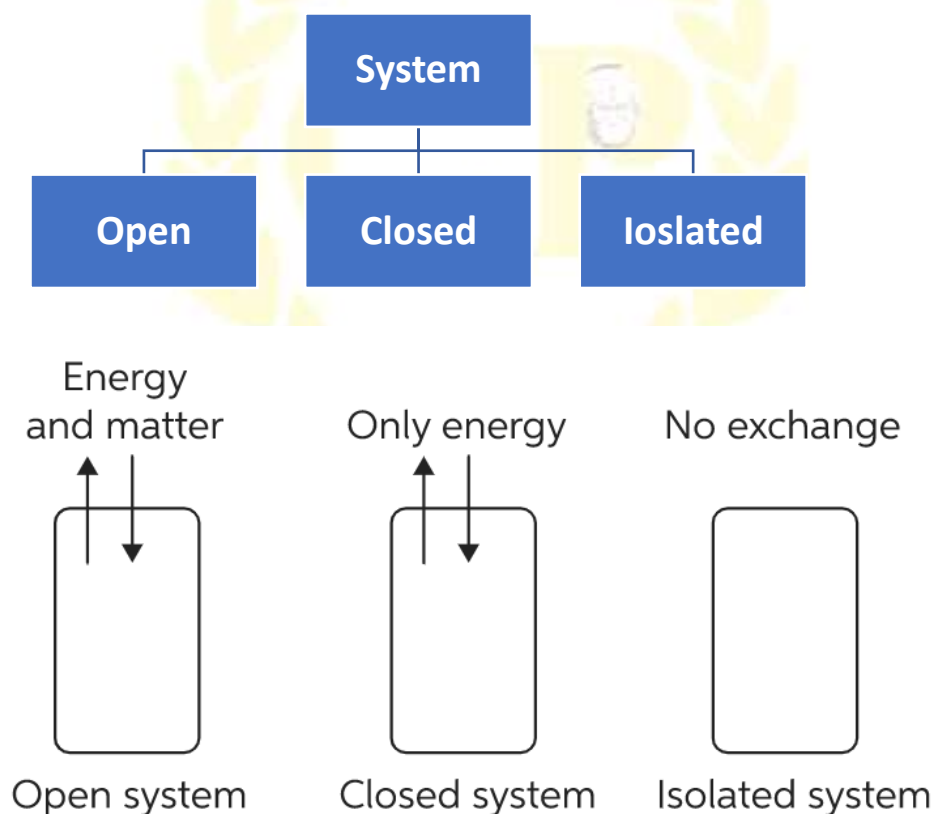 System
Open
Closed
Ioslated
Energy
and matter
Only energy
No exchange
Open system
Closed system
Isolated system